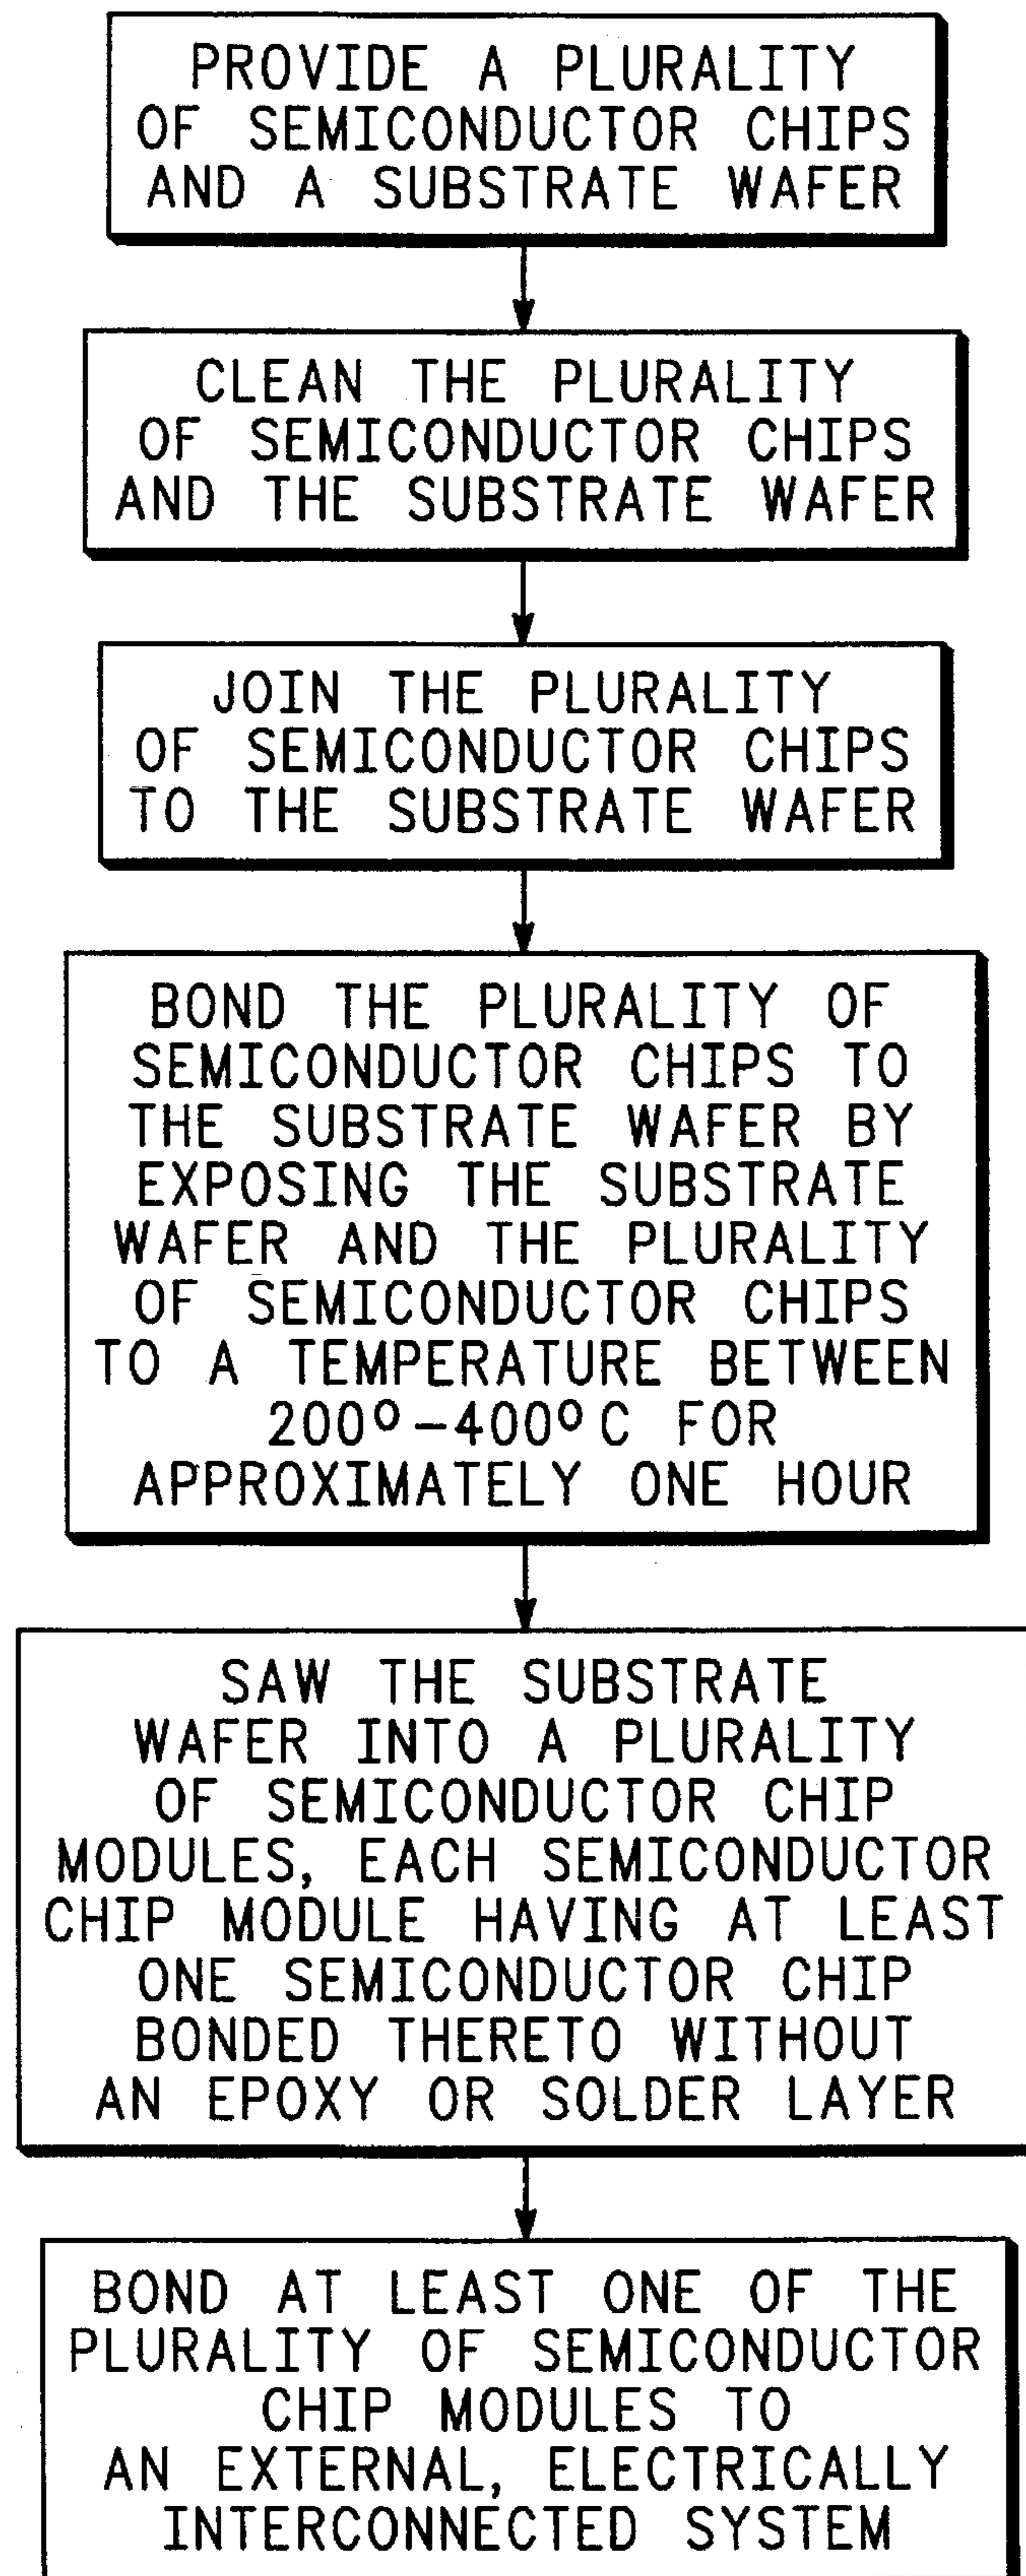 PROVIDE A PLURALITY
OF SEMICONDUCTOR CHIPS
AND A SUBSTRATE WAFER
CLEAN THE PLURALITY
OF SEMICONDUCTOR CHIPS
AND THE SUBSTRATE WAFER
JOIN THE PLURALITY
OF SEMICONDUCTOR CHIPS
TO THE SUBSTRATE WAFER
BOND THE PLURALITY OF
SEMICONDUCTOR CHIPS TO
THE SUBSTRATE WAFER BY
EXPOSING THE SUBSTRATE
WAFER AND THE PLURALITY
OF SEMICONDUCTOR CHIPS
TO A TEMPERATURE BETWEEN
200°-400° C FOR
APPROXIMATELY ONE HOUR
SAW THE SUBSTRATE
WAFER INTO A PLURALITY
OF SEMICONDUCTOR CHIP
MODULES, EACH SEMICONDUCTOR
CHIP MODULE HAVING AT LEAST
ONE SEMICONDUCTOR CHIP
BONDED THERETO WITHOUT
AN EPOXY OR SOLDER LAYER
BOND AT LEAST ONE OF THE
PLURALITY OF SEMICONDUCTOR
CHIP MODULES TO
AN EXTERNAL, ELECTRICALLY
INTERCONNECTED SYSTEM